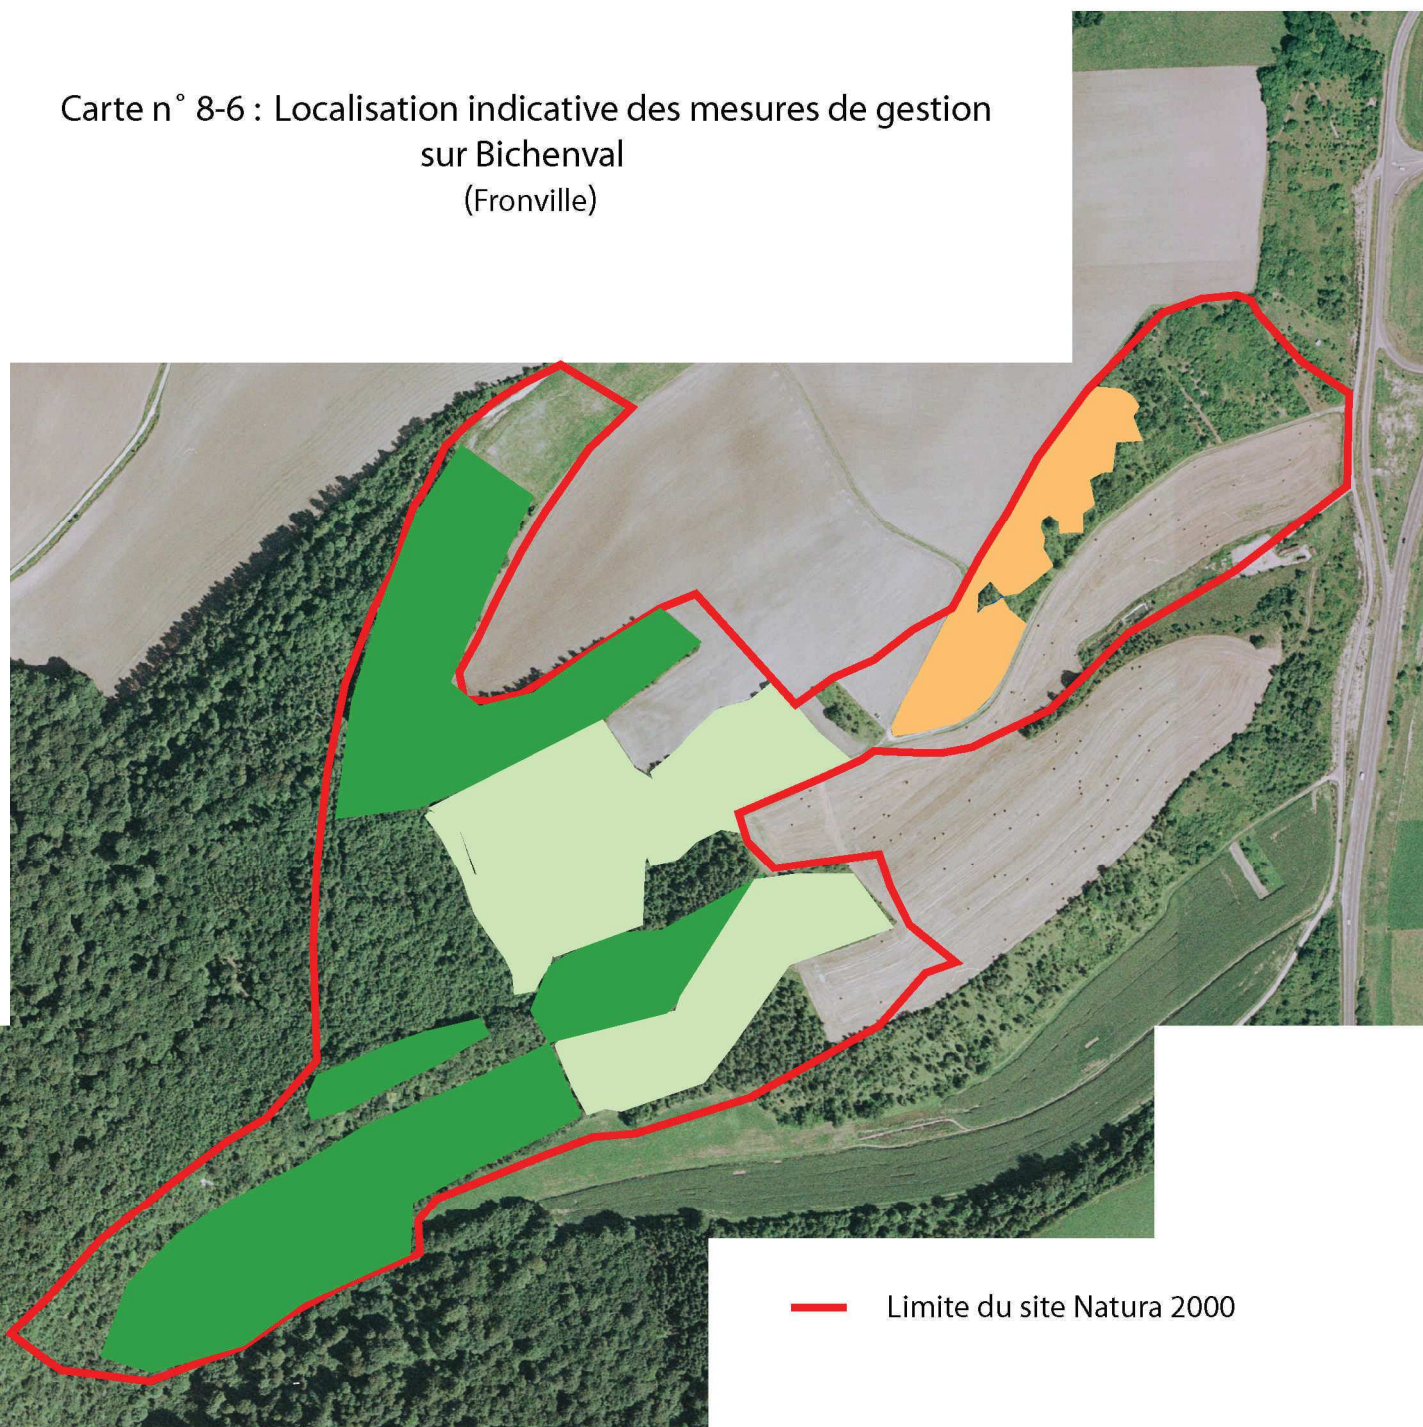 Carte n° 8-6 : Localisation indicative des mesures de gestion
sur Bichenval
(Fronville)
Limite du site Natura 2000